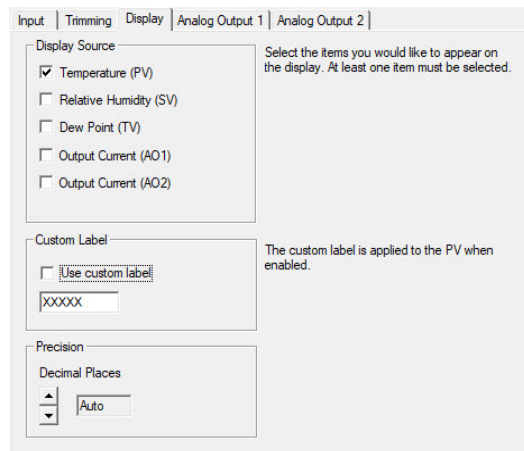 Input Trimming Display Analog Output 1 Analog Output 2
Display Source
Temperature (PV)
Relative Humidity (SV)
Dew Point (TV)
Output Current (AO1)
Output Current (AO2)
Select the items you would like to appear on
the display. At least one item must be selected.
Custom Label
Use custom label
XXXXX
The custom label is applied to the PV when
enabled.
Precision
Decimal Places
Auto